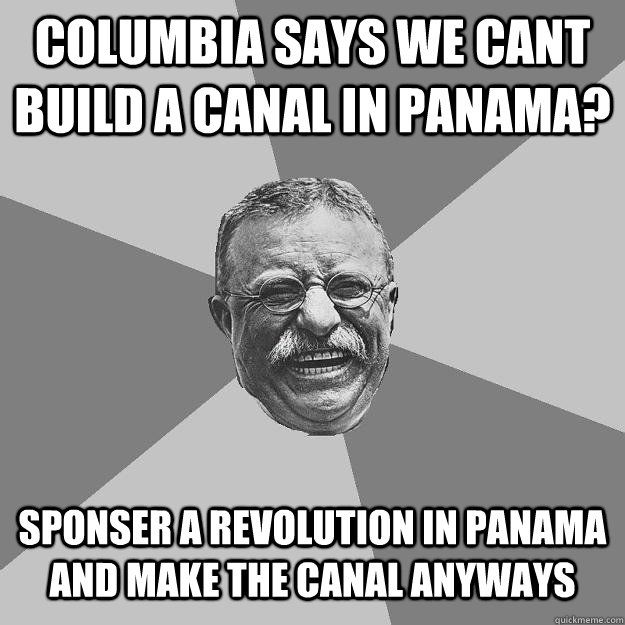 COLUMBIA SAYS WE CANT
BUILD A CANAL IN PANAMA?
SPONSER A REVOLUTION IN PANAMA
AND MAKE THE CANAL ANYWAYS
quickmeme.com